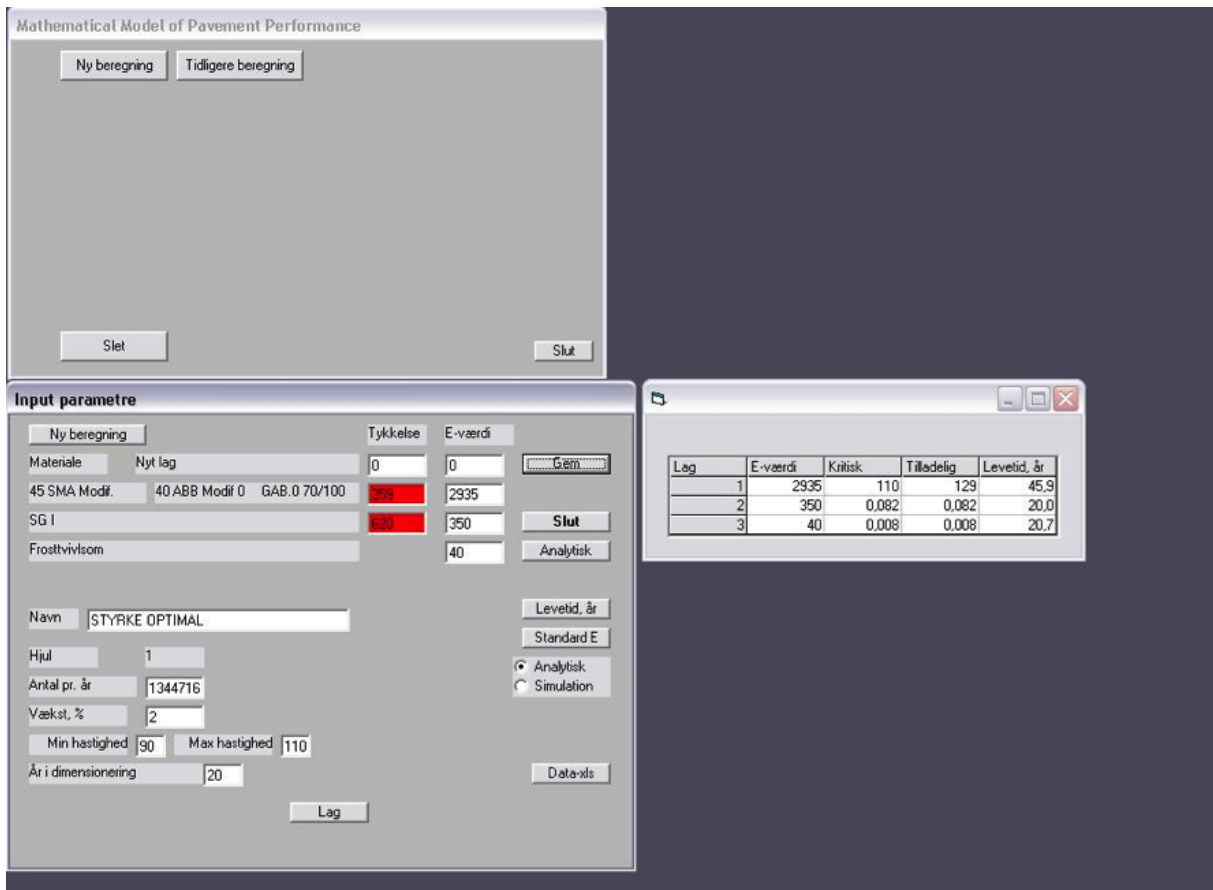 Mathematical Model of Pavement Performance
Ny beregning Tidligere beregning
Slet Slut
Input parametre
Ny beregning Tykkelse E-værdi
Materiale Nyt lag 0 0 Gem
45 SMA Modif. 40 ABB Modif 0 GAB.0 70/100 259 2935
SG I 620 350 Slut
Frosttvivlsom 40 Analytisk
Levetid, år
Navn STYRKE OPTIMAL
Standard E
Hjul 1
Analytisk
Antal pr. år 1344716 Simulation
Vækst, % 2
Min hastighed 90 Max hastighed 110
År i dimensionering 20 Data-xls
Lag
Lag E-værdi Kritisk Tilladelig Levetid, år
1 2935 110 129 45,9
2 350 0,082 0,082 20,0
3 40 0,008 0,008 20,7